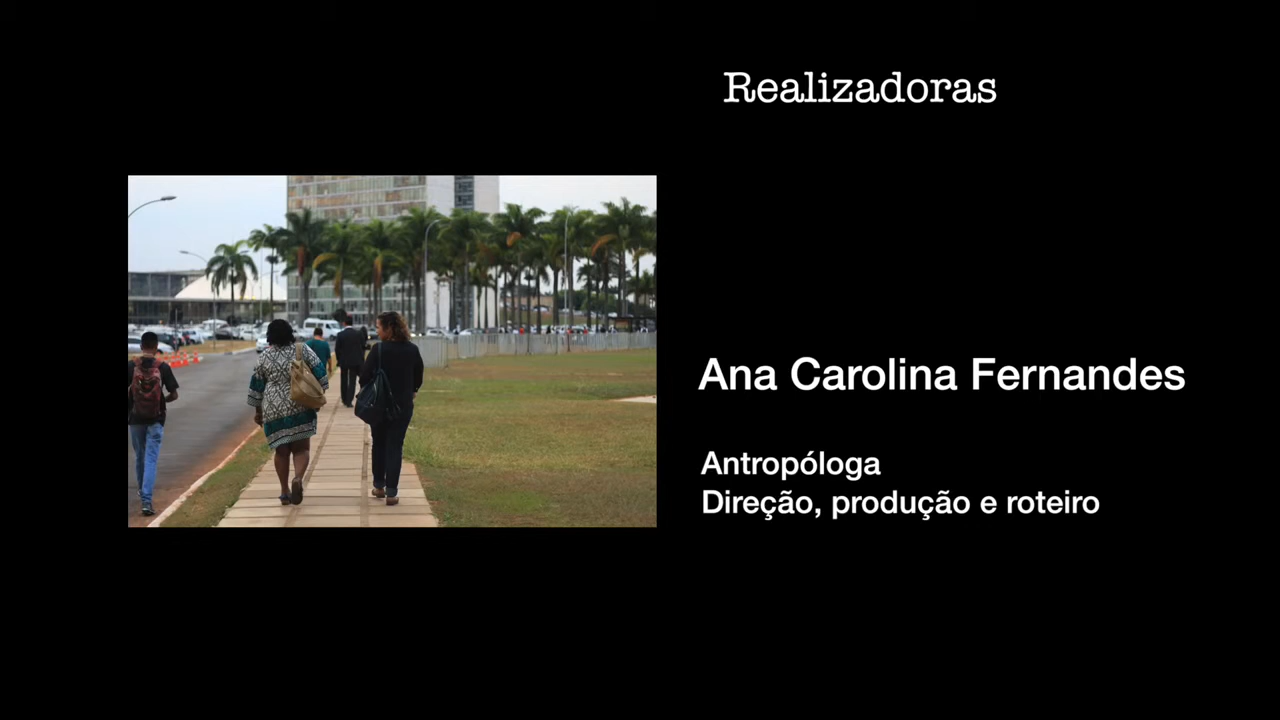 Realizadoras
Ana Carolina Fernandes
Antropóloga
Direção, produção e roteiro